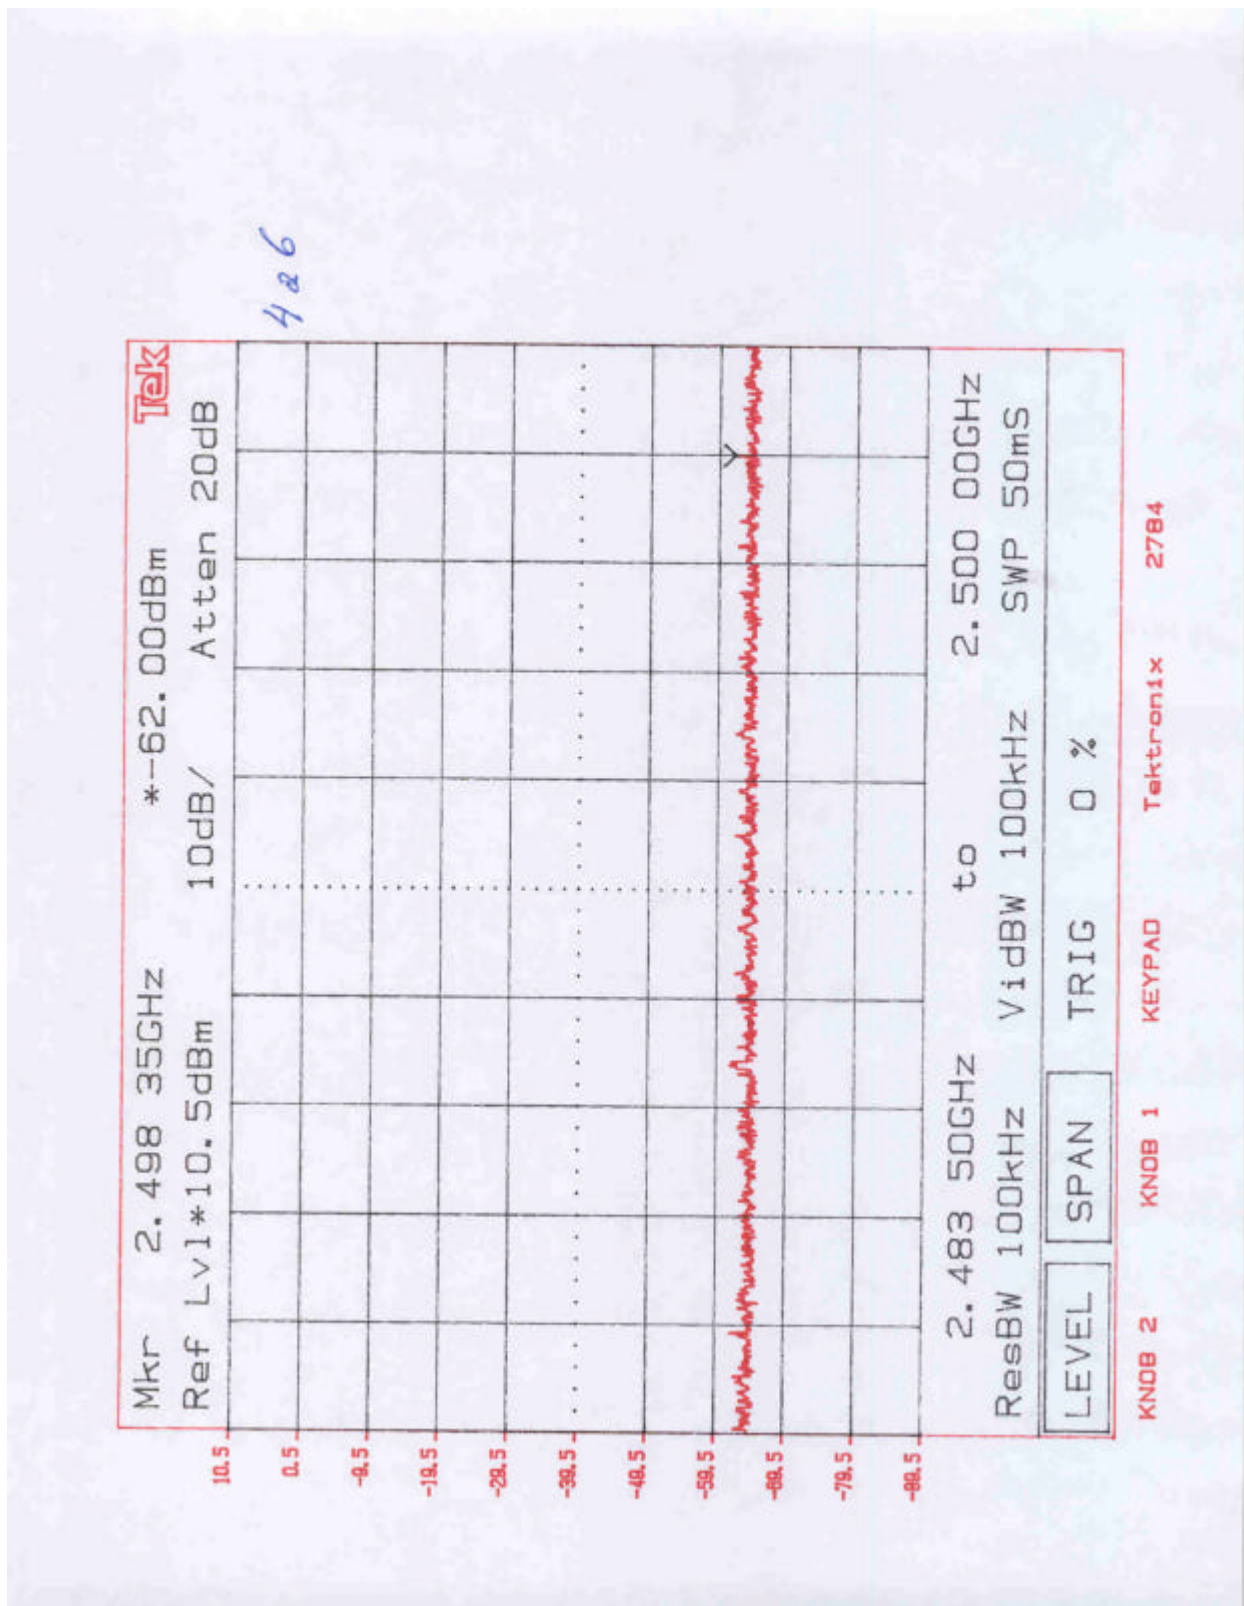 Mkr 2.498 35GHz *-62.00dBm Tek
Ref Lvl*10.5dBm 10dB/ Atten 20dB
4a6
10.5
0.5
-9.5
-19.5
-29.5
-39.5
-49.5
-59.5
-69.5
-79.5
-89.5
2.483 50GHz to 2.500 00GHz
ResBW 100kHz VidBW 100kHz SWP 50mS
LEVEL SPAN TRIG 0 %
KNOB 2 KNOB 1 KEYPAD Tektronix 2784